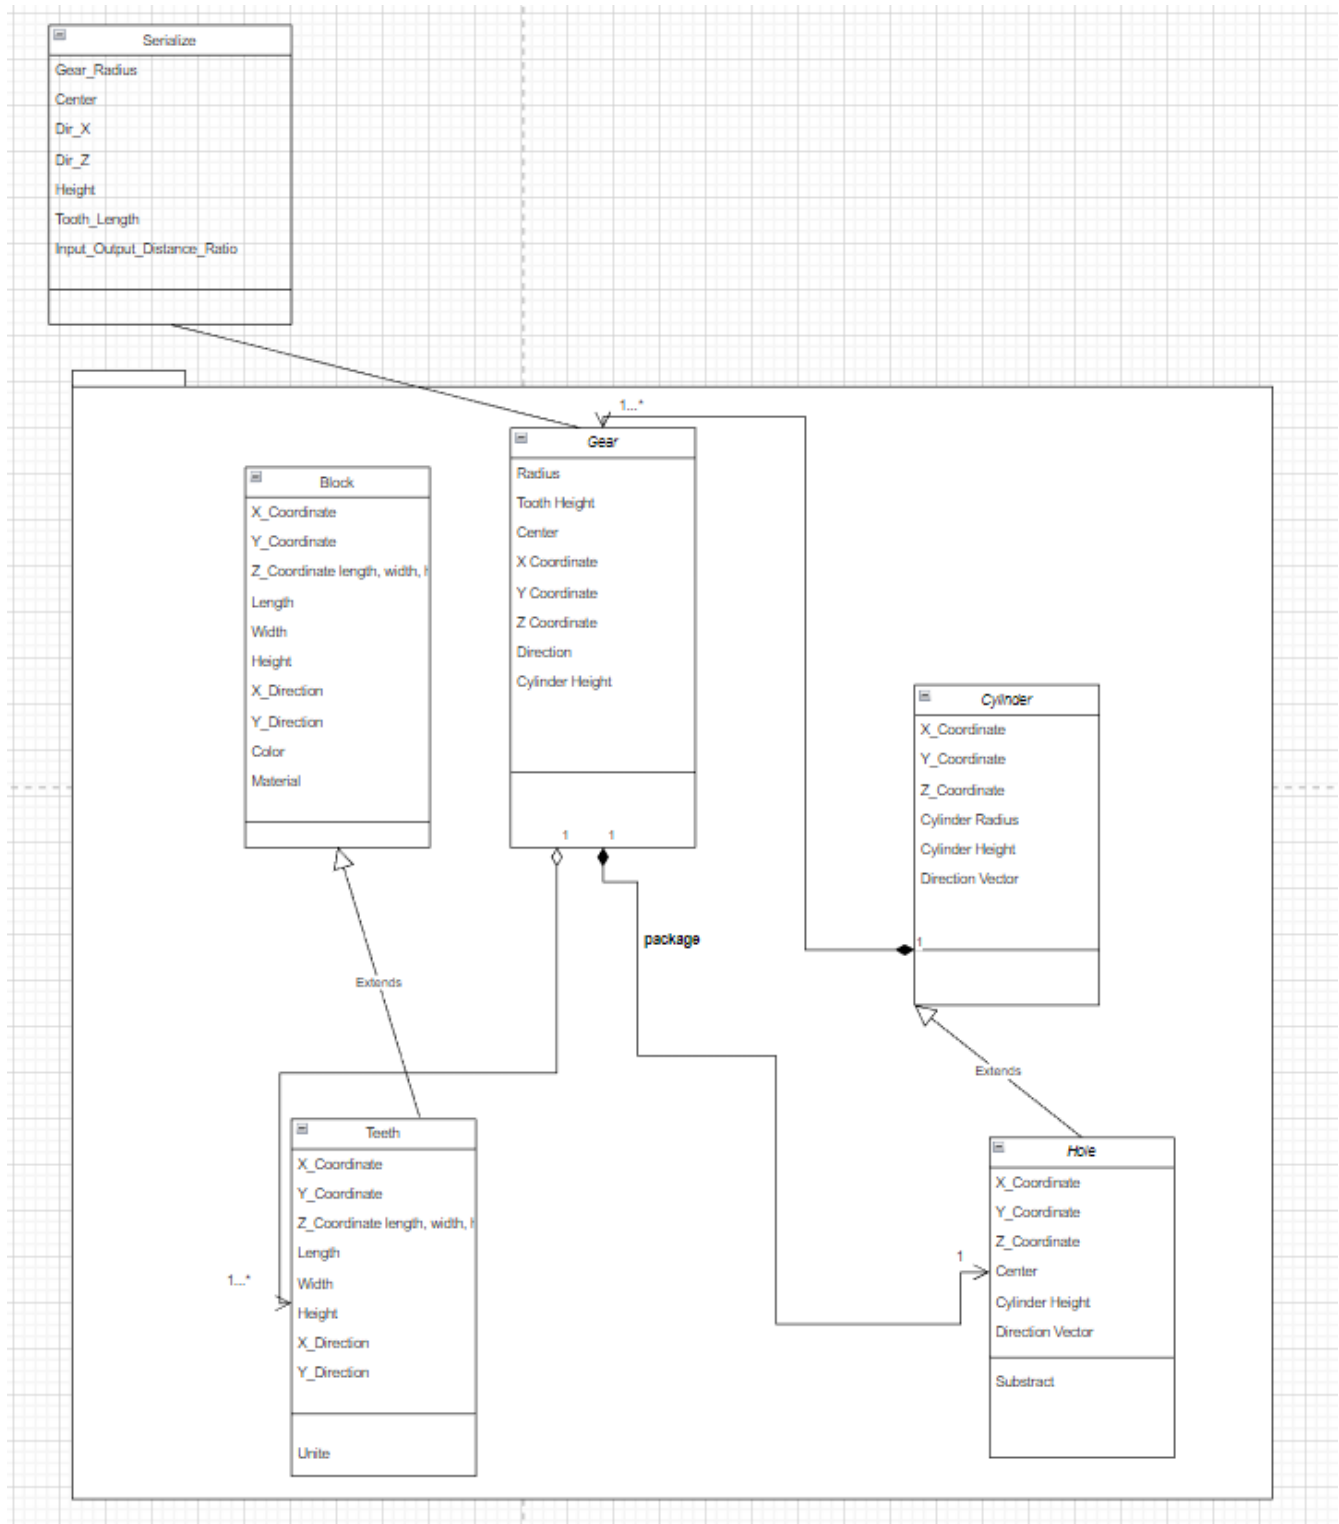 Serialize
Gear_Radius
Center
Dir_X
Dir_Z
Height
Tooth_Length
Input_Output_Distance_Ratio
1...*
Gear
Radius
Tooth Height
Center
X Coordinate
Y Coordinate
Z Coordinate
Direction
Cylinder Height
1
1
Block
X_Coordinate
Y_Coordinate
Z_Coordinate length, width,
Length
Width
Height
X_Direction
Y_Direction
Color
Material
Cylinder
X_Coordinate
Y_Coordinate
Z_Coordinate
Cylinder Radius
Cylinder Height
Direction Vector
1
package
Extends
Extends
Teeth
X_Coordinate
Y_Coordinate
Z_Coordinate length, width,
Length
Width
Height
X_Direction
Y_Direction
Unite
1...*
Hole
X_Coordinate
Y_Coordinate
Z_Coordinate
Center
Cylinder Height
Direction Vector
Substract
1